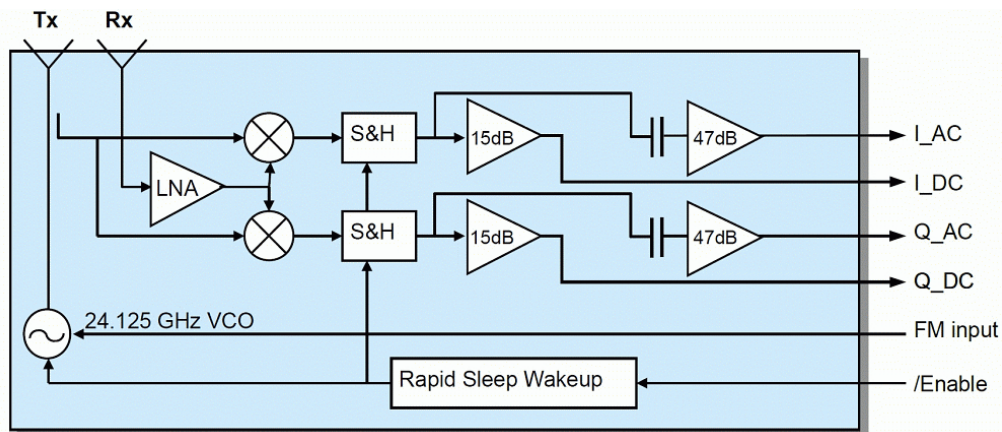 Tx Rx
S&H 15dB 47dB I_AC
LNA I_DC
S&H 15dB 47dB Q_AC
Q_DC
24.125 GHz VCO FM input
Rapid Sleep Wakeup /Enable